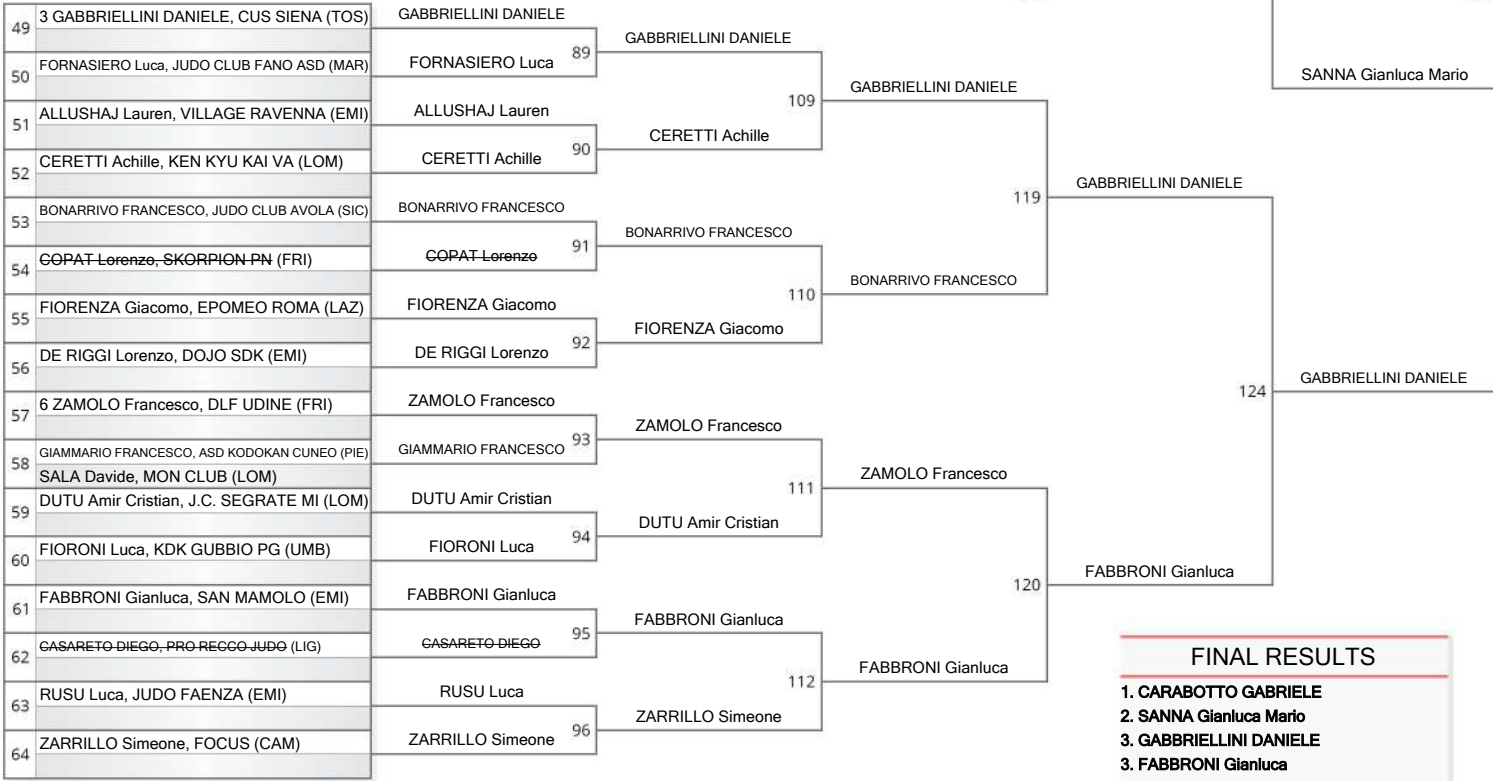 49 3 GABBRIELLINI DANIELE, CUS SIENA (TOS)
50 FORNASIERO Luca, JUDO CLUB FANO ASD (MAR)
51 ALLUSHAJ Lauren, VILLAGE RAVENNA (EMI)
52 CERETTI Achille, KEN KYU KAI VA (LOM)
53 BONARRIVO FRANCESCO, JUDO CLUB AVOLA (SIC)
54 COPAT Lorenzo, SKORPION PN (FRI)
55 FIORENZA Giacomo, EPOMEO ROMA (LAZ)
56 DE RIGGI Lorenzo, DOJO SDK (EMI)
57 6 ZAMOLO Francesco, DLF UDINE (FRI)
58 GIAMMARIO FRANCESCO, ASD KODOKAN CUNEO (PIE)
SALA Davide, MON CLUB (LOM)
59 DUTU Amir Cristian, J.C. SEGRATE MI (LOM)
60 FIORONI Luca, KDK GUBBIO PG (UMB)
61 FABBRONI Gianluca, SAN MAMOLO (EMI)
62 CASARETO DIEGO, PRO RECCO JUDO (LIG)
63 RUSU Luca, JUDO FAENZA (EMI)
64 ZARRILLO Simeone, FOCUS (CAM)
GABBRIELLINI DANIELE
89
FORNASIERO Luca
ALLUSHAJ Lauren
90
CERETTI Achille
BONARRIVO FRANCESCO
91
COPAT Lorenzo
FIORENZA Giacomo
92
DE RIGGI Lorenzo
ZAMOLO Francesco
93
GIAMMARIO FRANCESCO
DUTU Amir Cristian
94
FIORONI Luca
FABBRONI Gianluca
95
CASARETO DIEGO
RUSU Luca
96
ZARRILLO Simeone
GABBRIELLINI DANIELE
109
CERETTI Achille
BONARRIVO FRANCESCO
110
FIORENZA Giacomo
ZAMOLO Francesco
111
DUTU Amir Cristian
FABBRONI Gianluca
112
ZARRILLO Simeone
GABBRIELLINI DANIELE
119
BONARRIVO FRANCESCO
ZAMOLO Francesco
120
FABBRONI Gianluca
GABBRIELLINI DANIELE
124
FABBRONI Gianluca
SANNA Gianluca Mario
GABBRIELLINI DANIELE
FINAL RESULTS
1. CARABOTTO GABRIELE
2. SANNA Gianluca Mario
3. GABBRIELLINI DANIELE
3. FABBRONI Gianluca